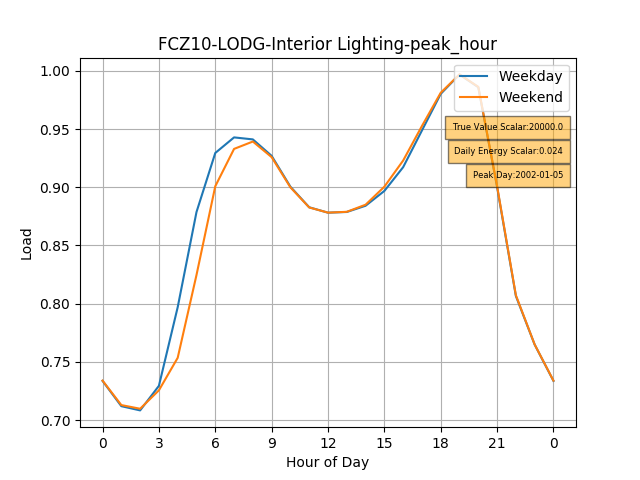 FCZ10-LODG-Interior Lighting-peak_hour
1.00
0.95
0.90
0.85
0.80
0.75
0.70
Load
Weekday
Weekend
True Value Scalar:20000.0
Daily Energy Scalar:0.024
Peak Day:2002-01-05
0 3 6 9 12 15 18 21 0
Hour of Day